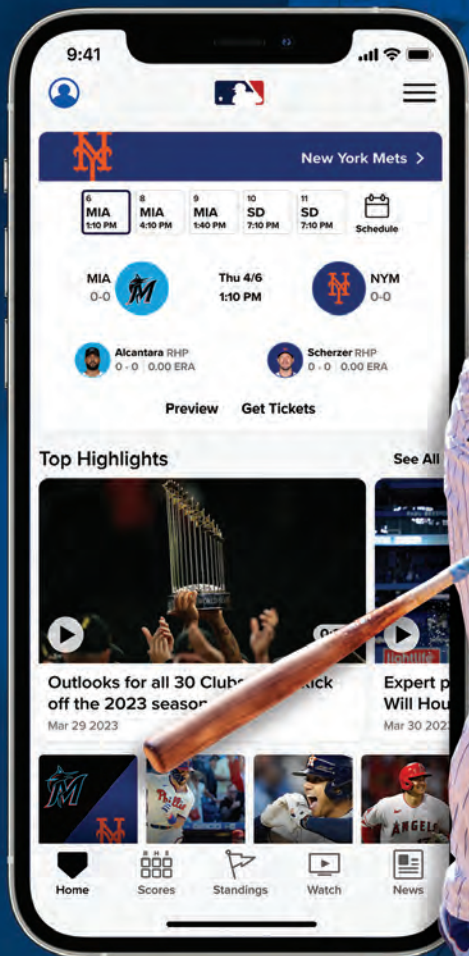 9:41
New York Mets >
6 8 9 10 11
MIA MIA MIA SD SD
1:10 PM 4:10 PM 1:40 PM 7:10 PM 7:10 PM Schedule
MIA Thu 4/6 NYM
0-0 1:10 PM 0-0
Alcantara RHP Scherzer RHP
0 - 0 0.00 ERA 0 - 0 0.00 ERA
Preview Get Tickets
Top Highlights See All
Outlooks for all 30 Clubs kick Expert
off the 2023 season Will
Mar 29 2023 Mar 30
Phillies
ANGELS
R H E
Home Scores Standings Watch News